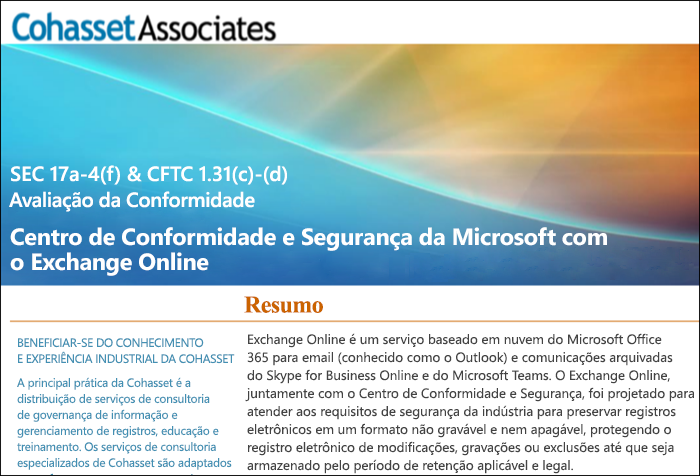 CohassetAssociates
SEC 17a-4(f) & CFTC 1.31(c)-(d)
Avaliação da Conformidade
Centro de Conformidade e Segurança da Microsoft com
o Exchange Online
Resumo
BENEFICIAR-SE DO CONHECIMENTO
E EXPERIÊNCIA INDUSTRIAL DA COHASSET
A principal prática da Cohasset é a
distribuição de serviços de consultoria
de governança de informação e
gerenciamento de registros, educação e
treinamento. Os serviços de consultoria
especializados de Cohasset são adaptados
Exchange Online é um serviço baseado em nuvem do Microsoft Office
365 para email (conhecido como o Outlook) e comunicações arquivadas
do Skype for Business Online e do Microsoft Teams. O Exchange Online,
juntamente com o Centro de Conformidade e Segurança, foi projetado para
atender aos requisitos de segurança da indústria para preservar registros
eletrônicos em um formato não gravável e nem apagável, protegendo o
registro eletrônico de modificações, gravações ou exclusões até que seja
armazenado pelo período de retenção aplicável e legal.